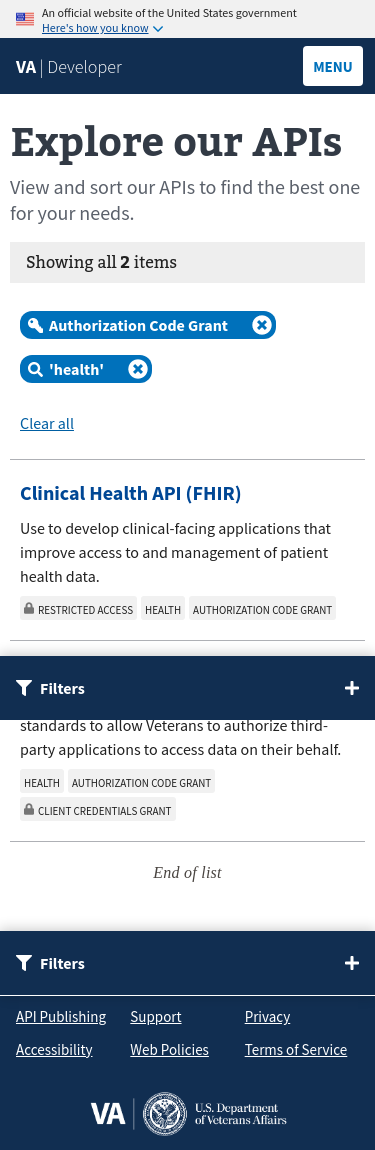 An official website of the United States government
Here's how you know
VA | Developer
MENU
Explore our APIs
View and sort our APIs to find the best one
for your needs.
Showing all 2 items
Authorization Code Grant
'health'
Clear all
Clinical Health API (FHIR)
Use to develop clinical-facing applications that
improve access to and management of patient
health data.
RESTRICTED ACCESS HEALTH AUTHORIZATION CODE GRANT
Filters
standards to allow Veterans to authorize third-
party applications to access data on their behalf.
HEALTH AUTHORIZATION CODE GRANT
CLIENT CREDENTIALS GRANT
End of list
Filters
API Publishing Support Privacy
Accessibility Web Policies Terms of Service
VA | U.S. Department
of Veterans Affairs